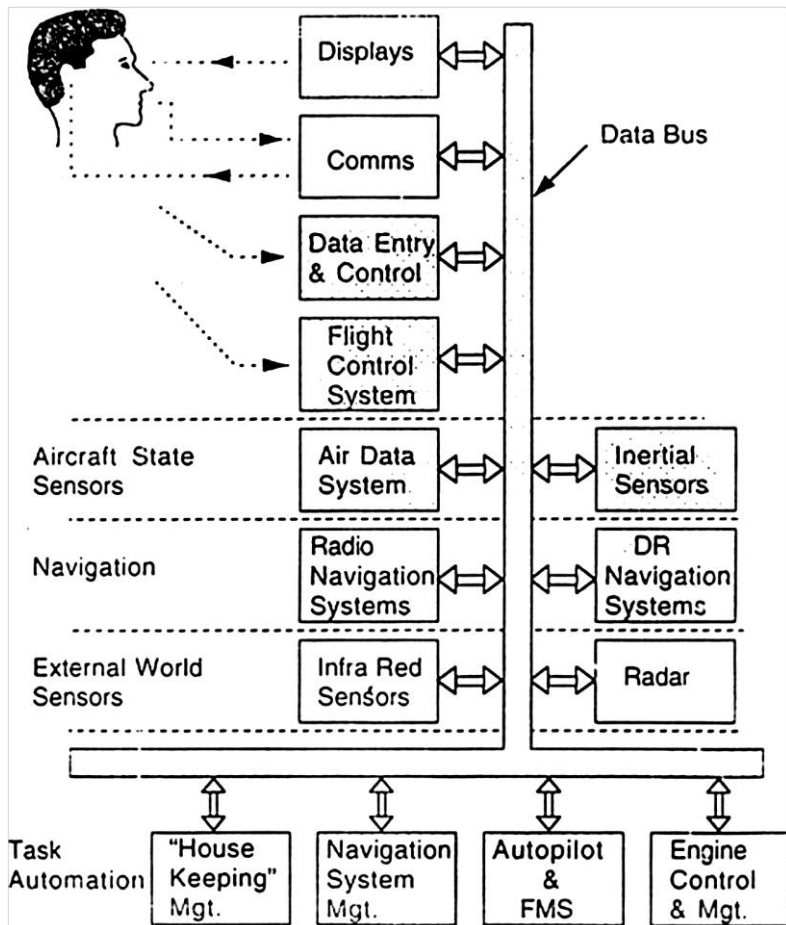 Displays
Comms
Data Bus
Data Entry
& Control
Flight
Control
System
Aircraft State
Sensors
Air Data
System
Inertial
Sensors
Navigation
Radio
Navigation
Systems
DR
Navigation
Systems
External World
Sensors
Infra Red
Sensors
Radar
Task
Automation
"House
Keeping"
Mgt.
Navigation
System
Mgt.
Autopilot
&
FMS
Engine
Control
& Mgt.